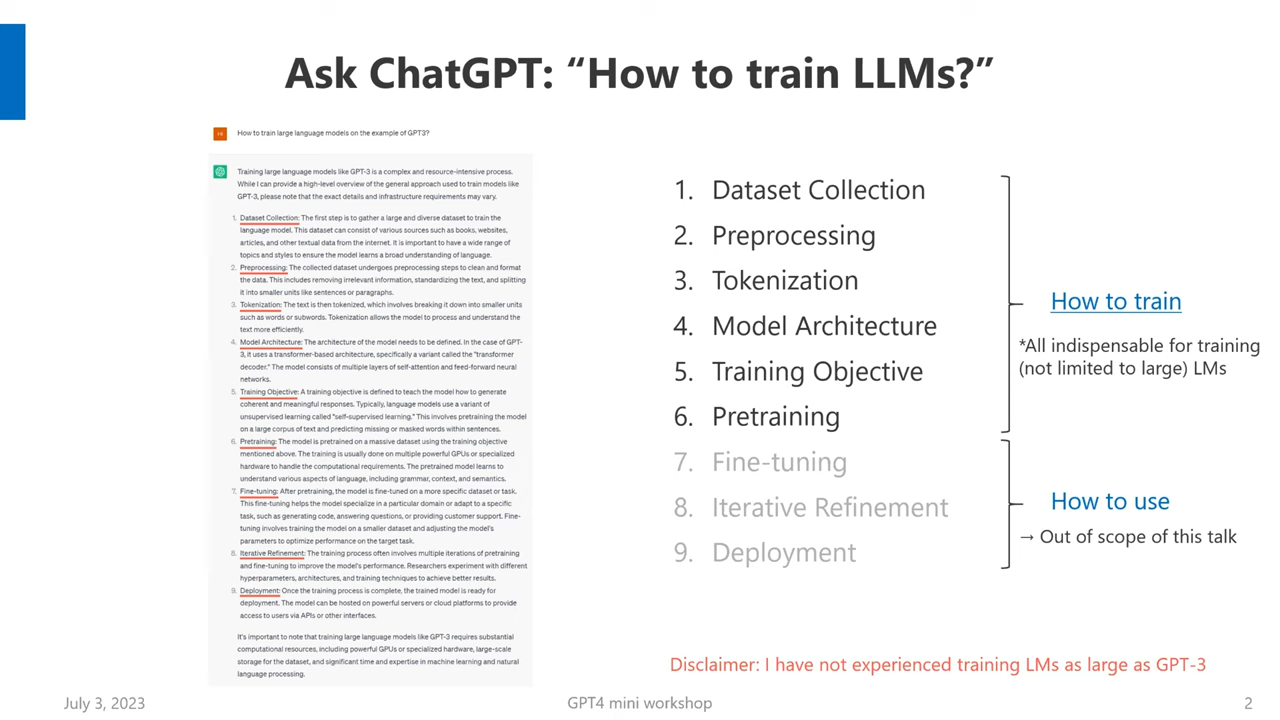 Ask ChatGPT: “How to train LLMs?”
How to train large language models on the example of GPT3?
Training large language models like GPT-3 is a complex and resource-intensive process.
While I can provide a high-level overview of the general approach used to train models like
GPT-3, please note that the exact details and infrastructure requirements may vary.
1. Dataset Collection: The first step is to gather a large and diverse dataset to train the
language model. This dataset can consist of various sources such as books, websites,
articles, and other textual data from the internet. It is important to have a wide range of
topics and styles to ensure the model learns a broad understanding of language.
2. Preprocessing: The collected dataset undergoes preprocessing steps to clean and format
the data. This includes removing irrelevant information, standardizing the text, and splitting
it into smaller units like sentences or paragraphs.
3. Tokenization: The text is then tokenized, which involves breaking it down into smaller units
such as words or subwords. Tokenization allows the model to process and understand the
text more efficiently.
4. Model Architecture: The architecture of the model needs to be defined. In the case of GPT-
3, it uses a transformer-based architecture, specifically a variant called the "transformer
decoder." The model consists of multiple layers of self-attention and feed-forward neural
networks.
5. Training Objective: A training objective is defined to teach the model how to generate
coherent and meaningful responses. Typically, language models use a variant of
unsupervised learning called "self-supervised learning." This involves pretraining the model
on a large corpus of text and predicting missing or masked words within sentences.
6. Pretraining: The model is pretrained on a massive dataset using the training objective
mentioned above. The training is usually done on multiple powerful GPUs or specialized
hardware to handle the computational requirements. The pretrained model learns to
understand various aspects of language, including grammar, context, and semantics.
7. Fine-tuning: After pretraining, the model is fine-tuned on a more specific dataset or task.
This fine-tuning helps the model specialize in a particular domain or adapt to a specific
task, such as generating code, answering questions, or providing customer support. Fine-
tuning involves training the model on a smaller dataset and adjusting the model's
parameters to optimize performance on the target task.
8. Iterative Refinement: The training process often involves multiple iterations of pretraining
and fine-tuning to improve the model's performance. Researchers experiment with different
hyperparameters, architectures, and training techniques to achieve better results.
9. Deployment: Once the training process is complete, the trained model is ready for
deployment. The model can be hosted on powerful servers or cloud platforms to provide
access to users via APIs or other interfaces.
It's important to note that training large language models like GPT-3 requires substantial
computational resources, including powerful GPUs or specialized hardware, large-scale
storage for the dataset, and significant time and expertise in machine learning and natural
language processing.
1. Dataset Collection
2. Preprocessing
3. Tokenization
4. Model Architecture
5. Training Objective
6. Pretraining
7. Fine-tuning
8. Iterative Refinement
9. Deployment
How to train
*All indispensable for training
(not limited to large) LMs
How to use
→ Out of scope of this talk
Disclaimer: I have not experienced training LMs as large as GPT-3
July 3, 2023
GPT4 mini workshop
2